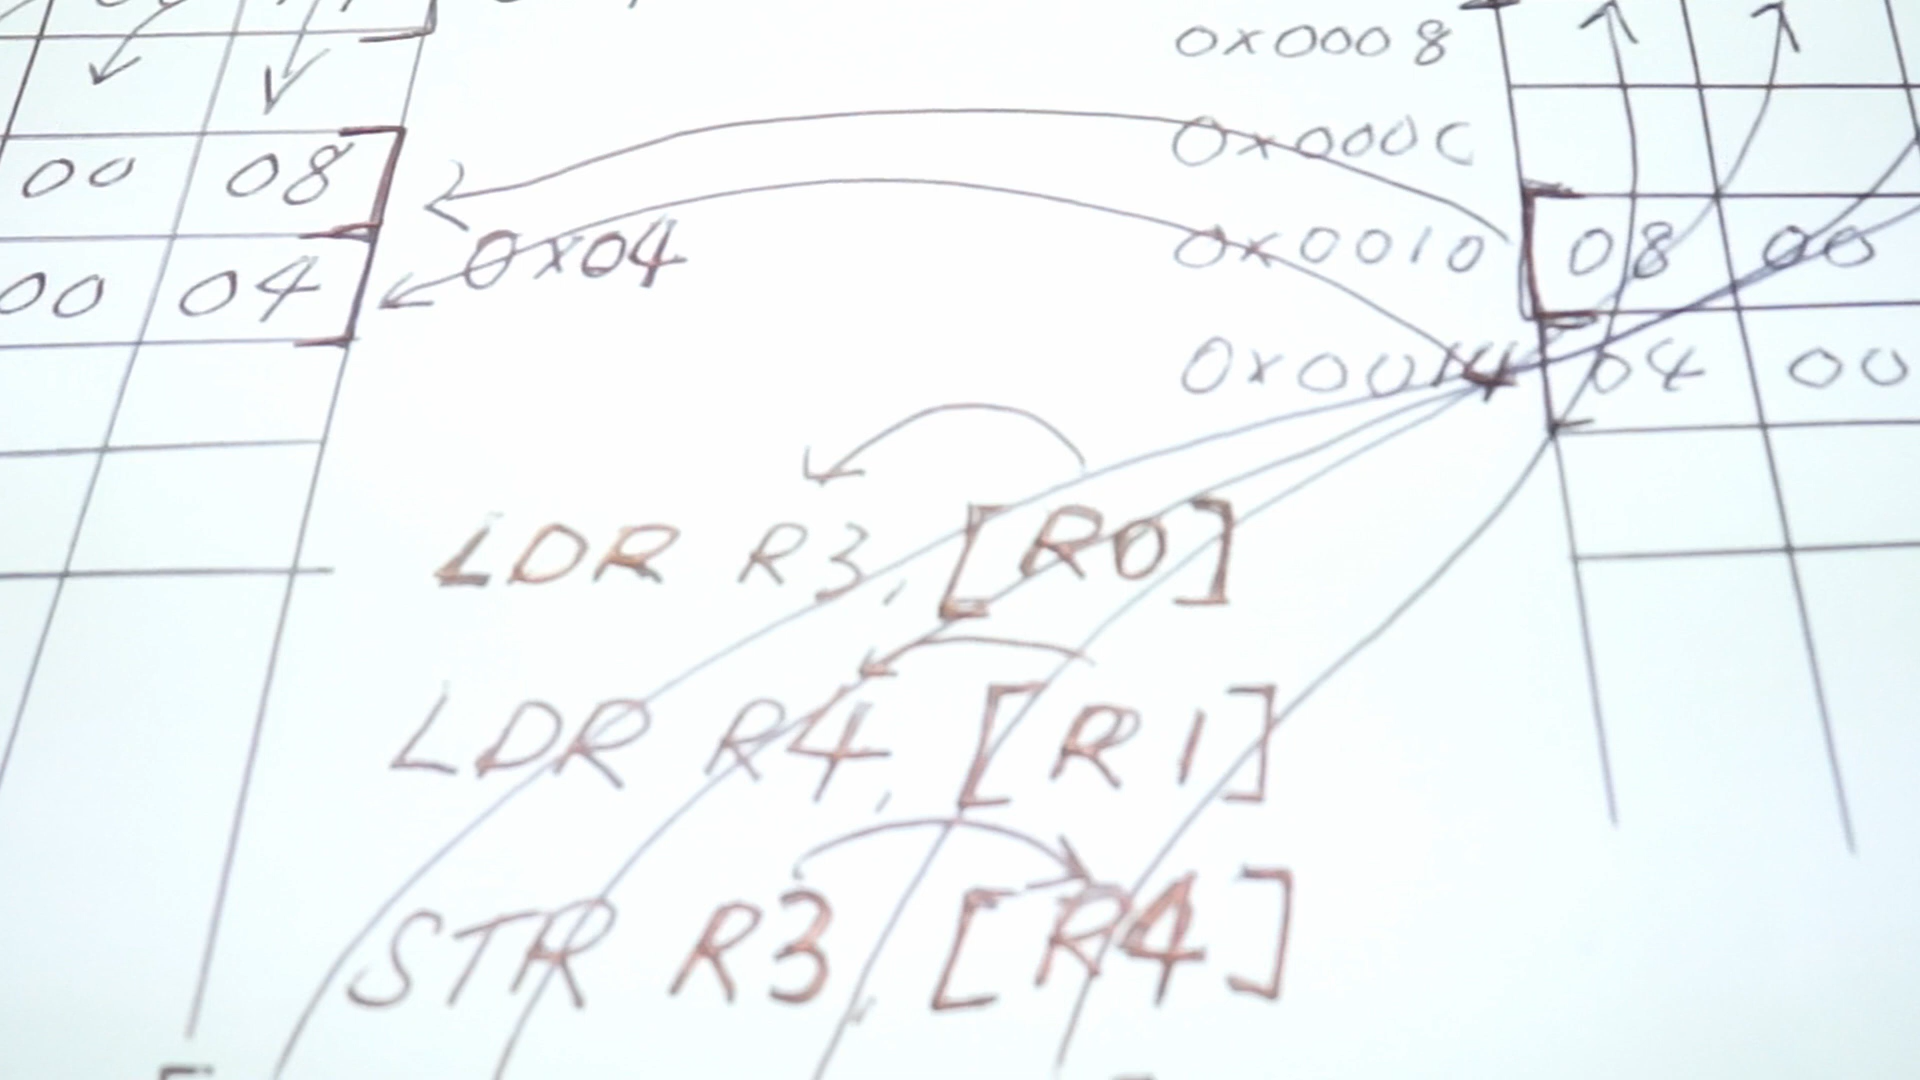 0x0008
0x000C
00 08
0x04
0x0010
08 00
00 04
0x0014
04 00
LDR R3, [R0]
LDR R4, [R1]
STR R3, [R4]